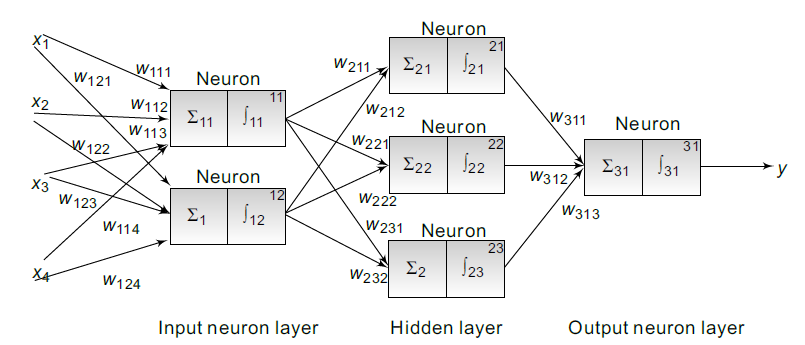 Neuron
21
Σ21 ∫21
x1
w111
w121
w211
Neuron
11
Σ11 ∫11
x2
w112
w113
w212
w311
w122
w221
Neuron
22
Σ22 ∫22
Neuron
31
Σ31 ∫31
y
x3
w123
Neuron
12
Σ1 ∫12
w222
w312
w313
w114
w231
Neuron
23
Σ2 ∫23
x4
w124
w232
Input neuron layer
Hidden layer
Output neuron layer